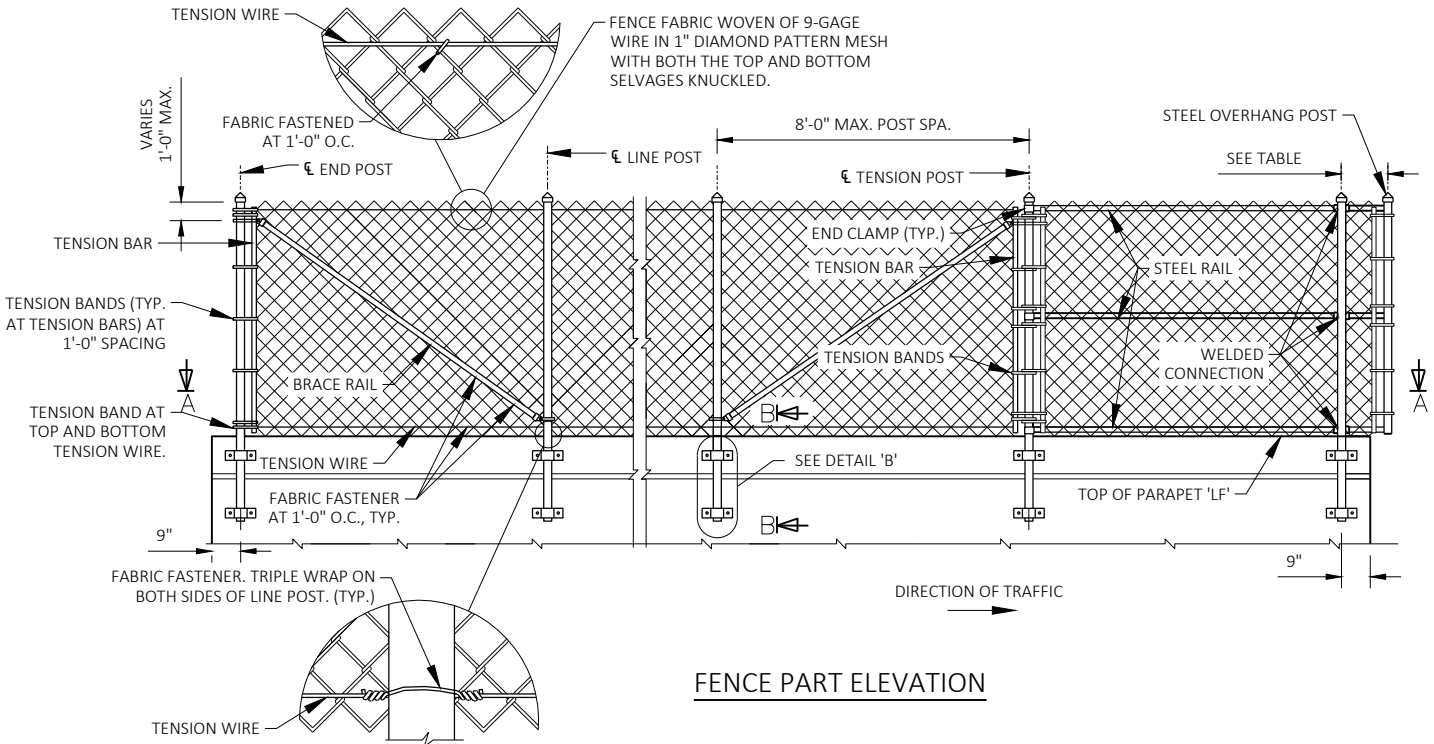 TENSION WIRE
FENCE FABRIC WOVEN OF 9-GAGE
WIRE IN 1" DIAMOND PATTERN MESH
WITH BOTH THE TOP AND BOTTOM
SELVAGES KNUCKLED.
VARIES
1'-0" MAX.
FABRIC FASTENED
AT 1'-0" O.C.
8'-0" MAX. POST SPA.
STEEL OVERHANG POST
℄ END POST
℄ LINE POST
℄ TENSION POST
SEE TABLE
TENSION BAR
END CLAMP (TYP.)
TENSION BAR
STEEL RAIL
TENSION BANDS (TYP.
AT TENSION BARS) AT
1'-0" SPACING
BRACE RAIL
TENSION BANDS
WELDED
CONNECTION
A
A
TENSION BAND AT
TOP AND BOTTOM
TENSION WIRE.
B
TENSION WIRE
SEE DETAIL 'B'
FABRIC FASTENER
AT 1'-0" O.C., TYP.
TOP OF PARAPET 'LF'
B
9"
9"
FABRIC FASTENER. TRIPLE WRAP ON
BOTH SIDES OF LINE POST. (TYP.)
DIRECTION OF TRAFFIC
FENCE PART ELEVATION
TENSION WIRE